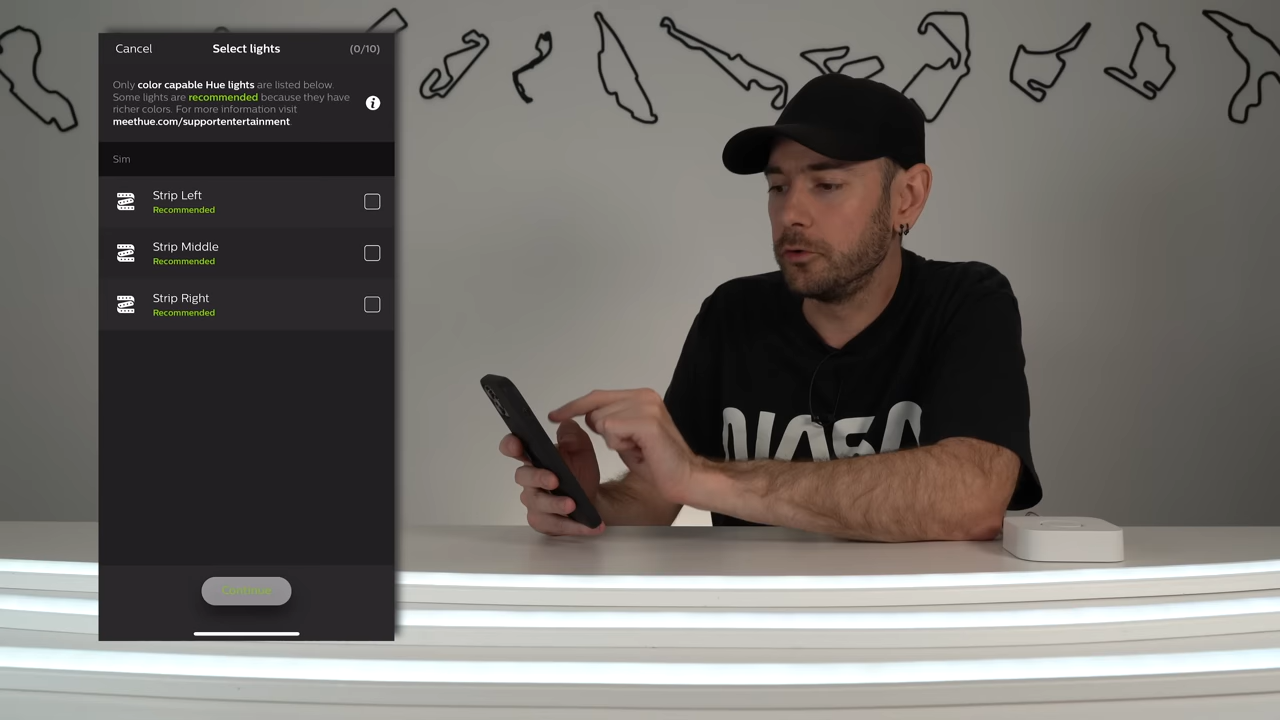 Cancel
Select lights
(0/10)
Only color capable Hue lights are listed below.
Some lights are recommended because they have
richer colors. For more information visit
meethue.com/supportentertainment.
Sim
Strip Left
Recommended
Strip Middle
Recommended
Strip Right
Recommended
Continue
NASA